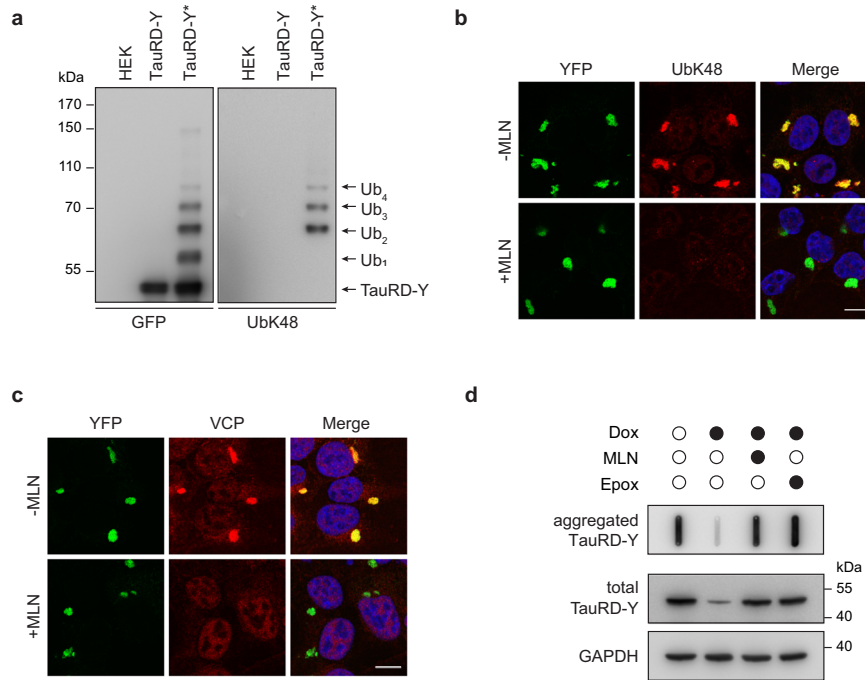 a
HEK
TauRD-Y
TauRD-Y*
HEK
TauRD-Y
TauRD-Y*
kDa
170
150
110
70
55
Ub₄
Ub₃
Ub₂
Ub₁
TauRD-Y
GFP
UbK48
b
YFP
UbK48
Merge
-MLN
+MLN
c
YFP
VCP
Merge
-MLN
+MLN
d
Dox
MLN
Epox
aggregated
TauRD-Y
kDa
total
TauRD-Y
55
40
GAPDH
40